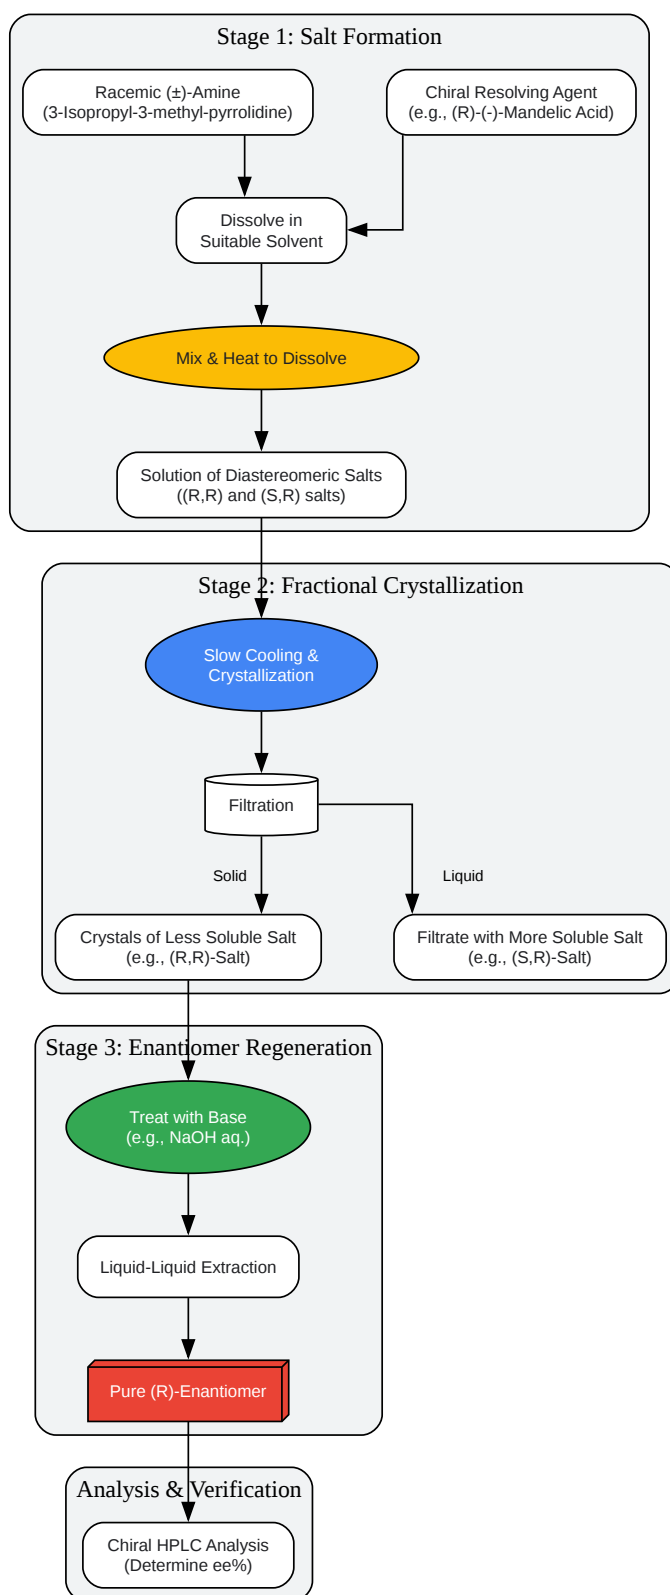 Stage 1: Salt Formation
Racemic (±)-Amine
(3-Isopropyl-3-methyl-pyrrolidine)
Chiral Resolving Agent
(e.g., (R)-(-)-Mandelic Acid)
Dissolve in
Suitable Solvent
Mix & Heat to Dissolve
Solution of Diastereomeric Salts
((R,R) and (S,R) salts)
Stage 2: Fractional Crystallization
Slow Cooling &
Crystallization
Filtration
Solid
Liquid
Crystals of Less Soluble Salt
(e.g., (R,R)-Salt)
Filtrate with More Soluble Salt
(e.g., (S,R)-Salt)
Stage 3: Enantiomer Regeneration
Treat with Base
(e.g., NaOH aq.)
Liquid-Liquid Extraction
Pure (R)-Enantiomer
Analysis & Verification
Chiral HPLC Analysis
(Determine ee%)